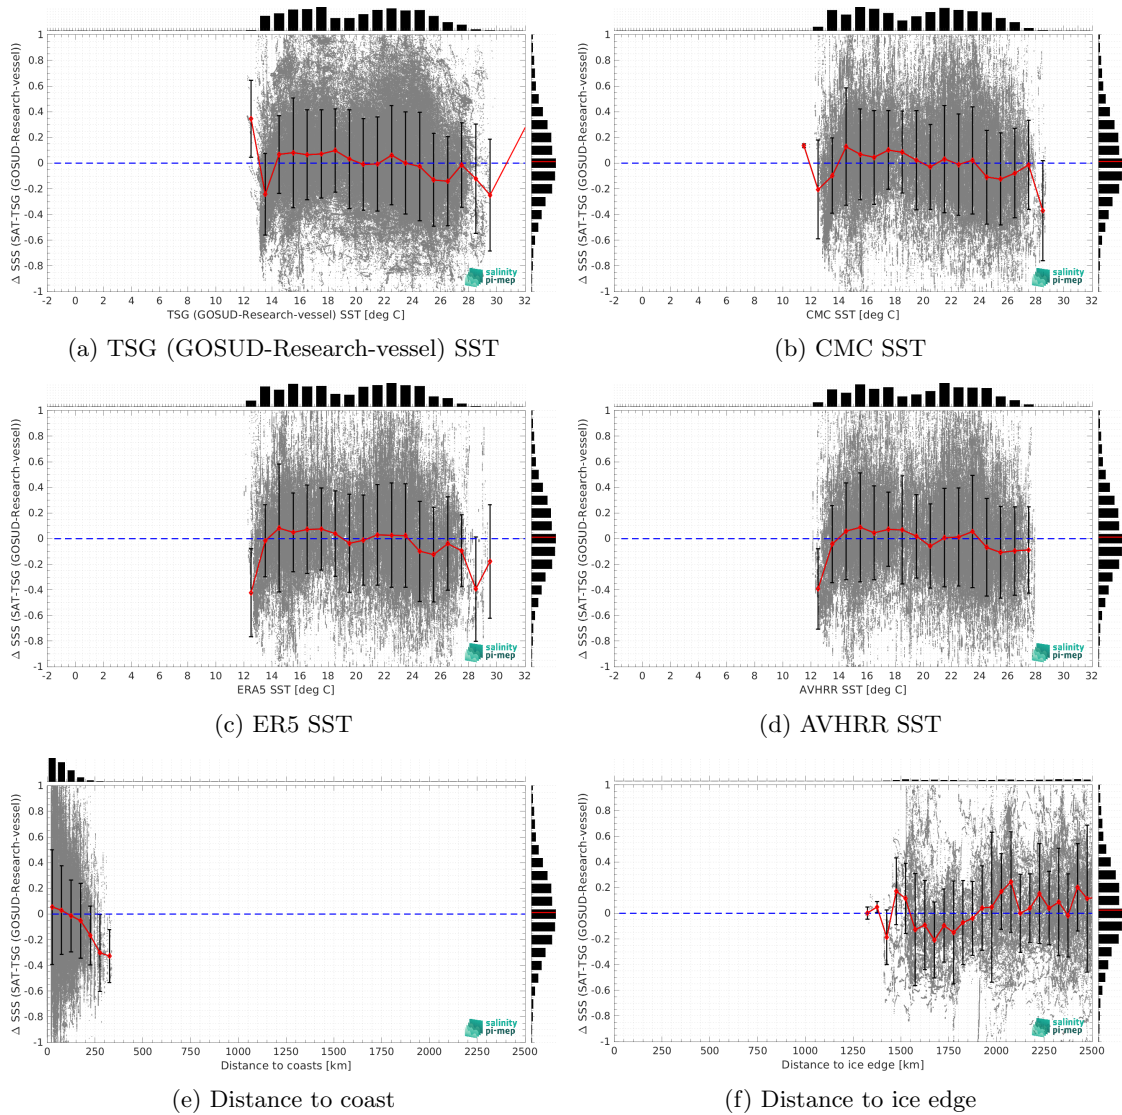 1
0.8
0.6
0.4
0.2
0
-0.2
-0.4
-0.6
-0.8
-1
Δ SSS (SAT-TSG (GOSUD-Research-vessel))
salinity
pi-mep
-2 0 2 4 6 8 10 12 14 16 18 20 22 24 26 28 30 32
TSG (GOSUD-Research-vessel) SST [deg C]
(a) TSG (GOSUD-Research-vessel) SST
1
0.8
0.6
0.4
0.2
0
-0.2
-0.4
-0.6
-0.8
-1
Δ SSS (SAT-TSG (GOSUD-Research-vessel))
salinity
pi-mep
-2 0 2 4 6 8 10 12 14 16 18 20 22 24 26 28 30 32
CMC SST [deg C]
(b) CMC SST
1
0.8
0.6
0.4
0.2
0
-0.2
-0.4
-0.6
-0.8
-1
Δ SSS (SAT-TSG (GOSUD-Research-vessel))
salinity
pi-mep
-2 0 2 4 6 8 10 12 14 16 18 20 22 24 26 28 30 32
ERA5 SST [deg C]
(c) ER5 SST
1
0.8
0.6
0.4
0.2
0
-0.2
-0.4
-0.6
-0.8
-1
Δ SSS (SAT-TSG (GOSUD-Research-vessel))
salinity
pi-mep
-2 0 2 4 6 8 10 12 14 16 18 20 22 24 26 28 30 32
AVHRR SST [deg C]
(d) AVHRR SST
1
0.8
0.6
0.4
0.2
0
-0.2
-0.4
-0.6
-0.8
-1
Δ SSS (SAT-TSG (GOSUD-Research-vessel))
salinity
pi-mep
0 250 500 750 1000 1250 1500 1750 2000 2250 2500
Distance to coasts [km]
(e) Distance to coast
1
0.8
0.6
0.4
0.2
0
-0.2
-0.4
-0.6
-0.8
-1
Δ SSS (SAT-TSG (GOSUD-Research-vessel))
salinity
pi-mep
0 250 500 750 1000 1250 1500 1750 2000 2250 2500
Distance to ice edge [km]
(f) Distance to ice edge